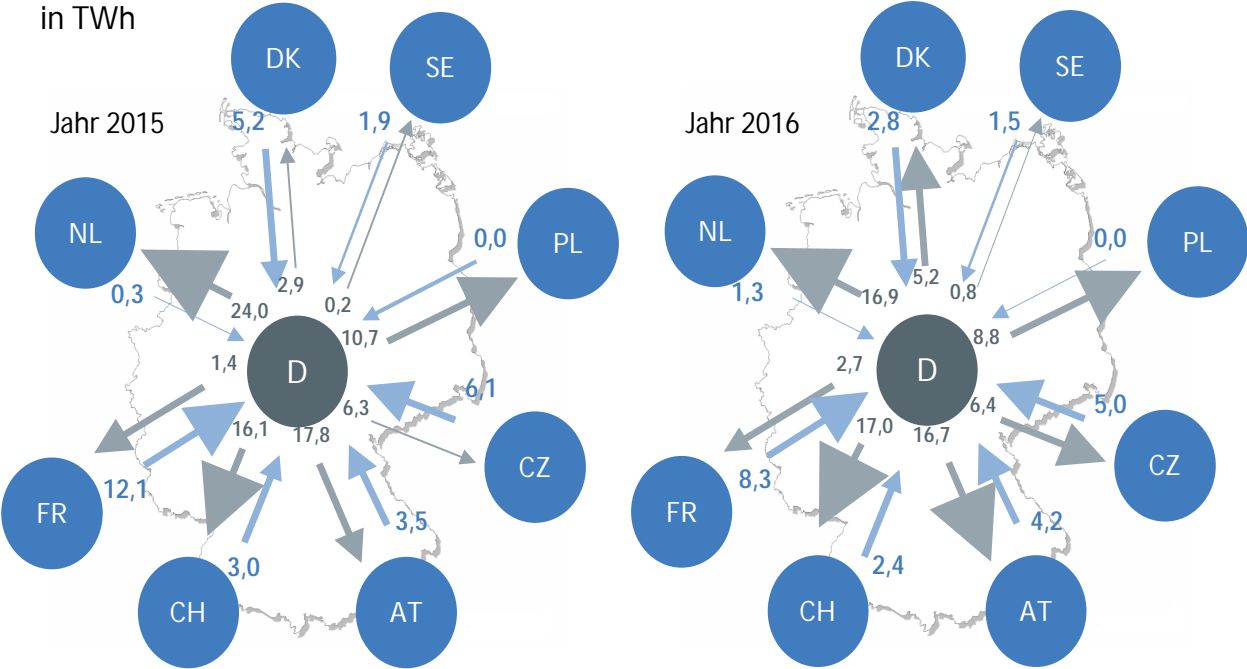 in TWh
Jahr 2015
DK
SE
5,2
1,9
NL
PL
0,0
0,3
24,0
2,9
0,2
10,7
1,4
D
6,1
6,3
16,1
17,8
CZ
12,1
FR
3,5
3,0
CH
AT
Jahr 2016
DK
SE
2,8
1,5
NL
PL
0,0
1,3
16,9
5,2
0,8
8,8
2,7
D
5,0
6,4
17,0
16,7
CZ
8,3
FR
4,2
2,4
CH
AT